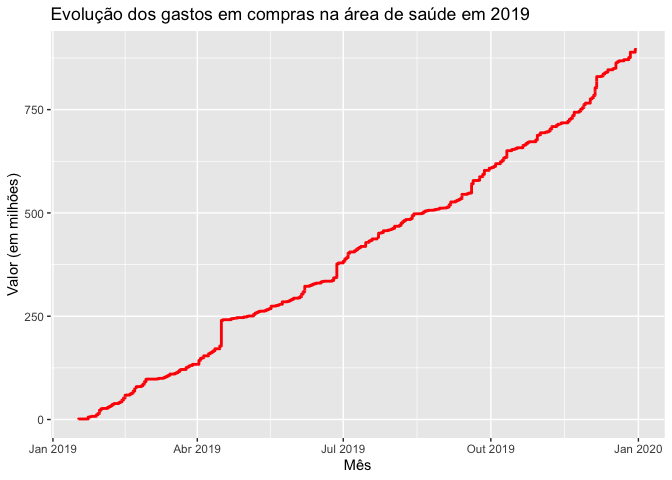 Evolução dos gastos em compras na área de saúde em 2019
Valor (em milhões)
750
500
250
0
Jan 2019 Abr 2019 Jul 2019 Out 2019 Jan 2020
Mês